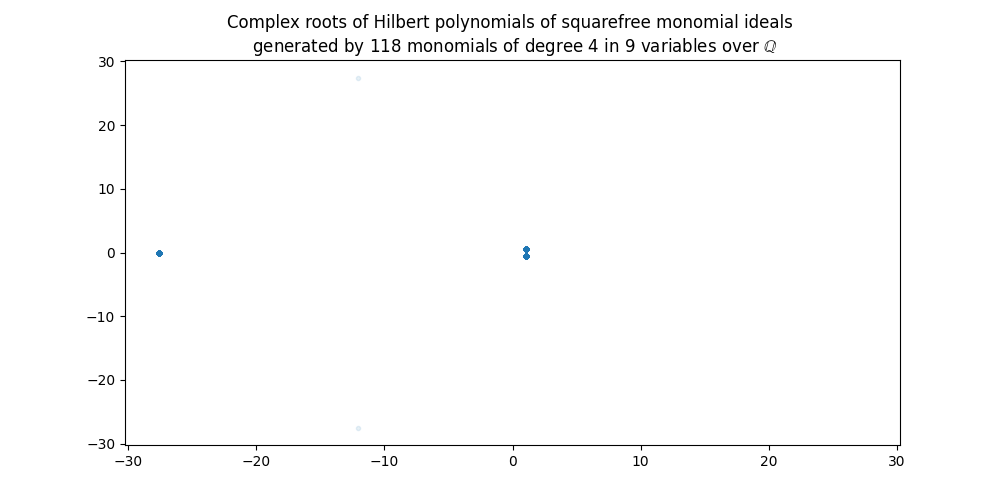 Complex roots of Hilbert polynomials of squarefree monomial ideals
generated by 118 monomials of degree 4 in 9 variables over ℚ
30
20
10
0
−10
−20
−30
−30 −20 −10 0 10 20 30